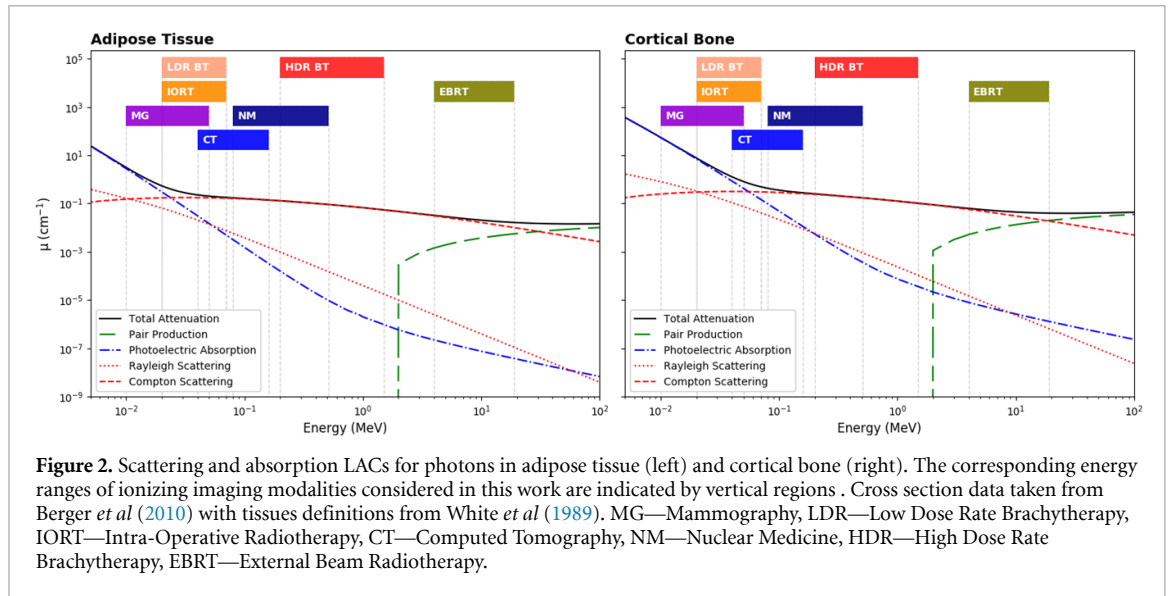 Adipose Tissue
Cortical Bone
10^5
10^3
10^1
10^-1
10^-3
10^-5
10^-7
10^-9
μ (cm⁻¹)
LDR BT
HDR BT
IORT
EBRT
MG
NM
CT
Total Attenuation
Pair Production
Photoelectric Absorption
Rayleigh Scattering
Compton Scattering
10^-2
10^-1
10^0
10^1
10^2
Energy (MeV)
LDR BT
HDR BT
IORT
EBRT
MG
NM
CT
Total Attenuation
Pair Production
Photoelectric Absorption
Rayleigh Scattering
Compton Scattering
10^-2
10^-1
10^0
10^1
10^2
Energy (MeV)
Figure 2. Scattering and absorption LACs for photons in adipose tissue (left) and cortical bone (right). The corresponding energy
ranges of ionizing imaging modalities considered in this work are indicated by vertical regions . Cross section data taken from
Berger et al (2010) with tissues definitions from White et al (1989). MG—Mammography, LDR—Low Dose Rate Brachytherapy,
IORT—Intra-Operative Radiotherapy, CT—Computed Tomography, NM—Nuclear Medicine, HDR—High Dose Rate
Brachytherapy, EBRT—External Beam Radiotherapy.